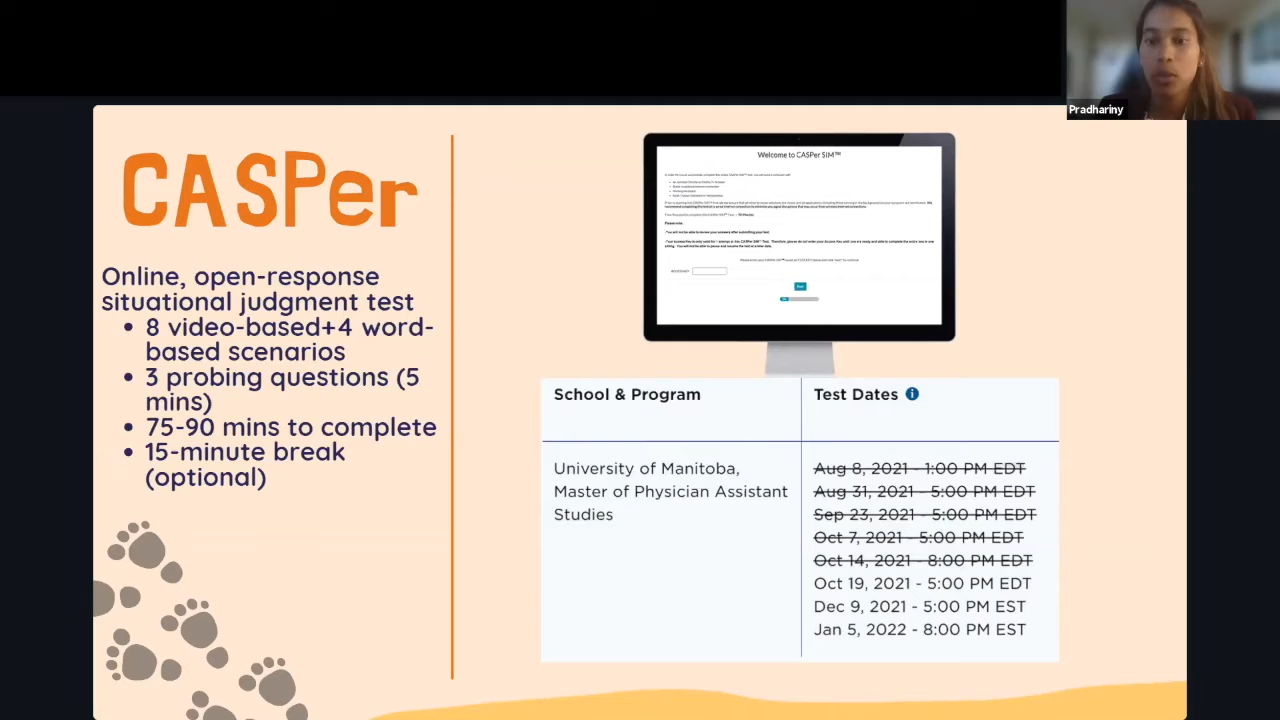 Pradhariny
CASPer
Online, open-response
situational judgment test
• 8 video-based+4 word-
based scenarios
• 3 probing questions (5
mins)
• 75-90 mins to complete
• 15-minute break
(optional)
Welcome to CASPer SIM™
Please note:
Next
School & Program
Test Dates
University of Manitoba,
Master of Physician Assistant
Studies
Aug 8, 2021 - 1:00 PM EDT
Aug 31, 2021 - 5:00 PM EDT
Sep 23, 2021 - 5:00 PM EDT
Oct 7, 2021 - 5:00 PM EDT
Oct 14, 2021 - 8:00 PM EDT
Oct 19, 2021 - 5:00 PM EDT
Dec 9, 2021 - 5:00 PM EST
Jan 5, 2022 - 8:00 PM EST